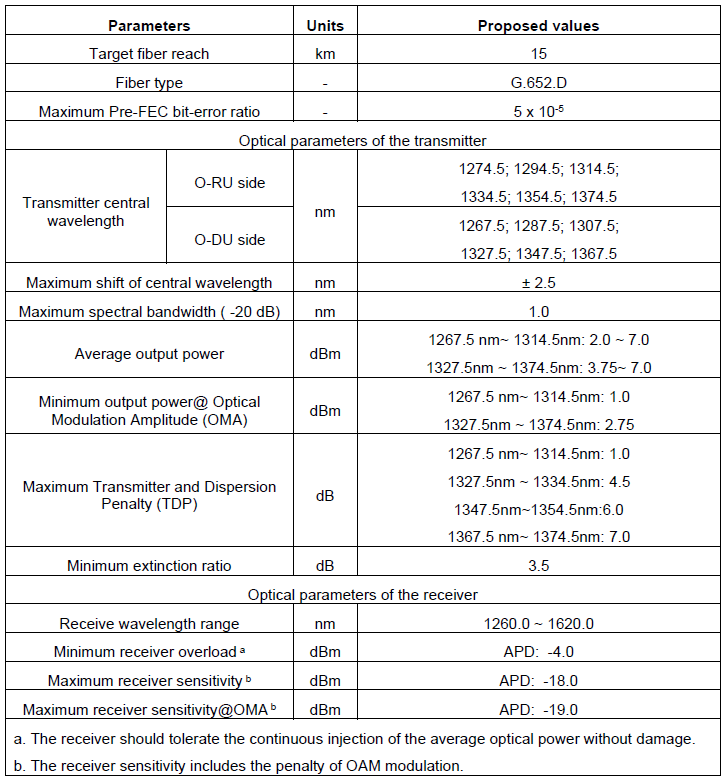 Parameters Units Proposed values
Target fiber reach km 15
Fiber type - G.652.D
Maximum Pre-FEC bit-error ratio - 5 x 10-5
Optical parameters of the transmitter
Transmitter central
wavelength
O-RU side
O-DU side
nm
1274.5; 1294.5; 1314.5;
1334.5; 1354.5; 1374.5
1267.5; 1287.5; 1307.5;
1327.5; 1347.5; 1367.5
Maximum shift of central wavelength nm ± 2.5
Maximum spectral bandwidth ( -20 dB) nm 1.0
Average output power dBm
1267.5 nm~ 1314.5nm: 2.0 ~ 7.0
1327.5nm ~ 1374.5nm: 3.75~ 7.0
Minimum output power@ Optical
Modulation Amplitude (OMA)
dBm
1267.5 nm~ 1314.5nm: 1.0
1327.5nm ~ 1374.5nm: 2.75
Maximum Transmitter and Dispersion
Penalty (TDP)
dB
1267.5 nm~ 1314.5nm: 1.0
1327.5nm ~ 1334.5nm: 4.5
1347.5nm~1354.5nm:6.0
1367.5 nm~ 1374.5nm: 7.0
Minimum extinction ratio dB 3.5
Optical parameters of the receiver
Receive wavelength range nm 1260.0 ~ 1620.0
Minimum receiver overload a dBm APD: -4.0
Maximum receiver sensitivity b dBm APD: -18.0
Maximum receiver sensitivity@OMA b dBm APD: -19.0
a. The receiver should tolerate the continuous injection of the average optical power without damage.
b. The receiver sensitivity includes the penalty of OAM modulation.